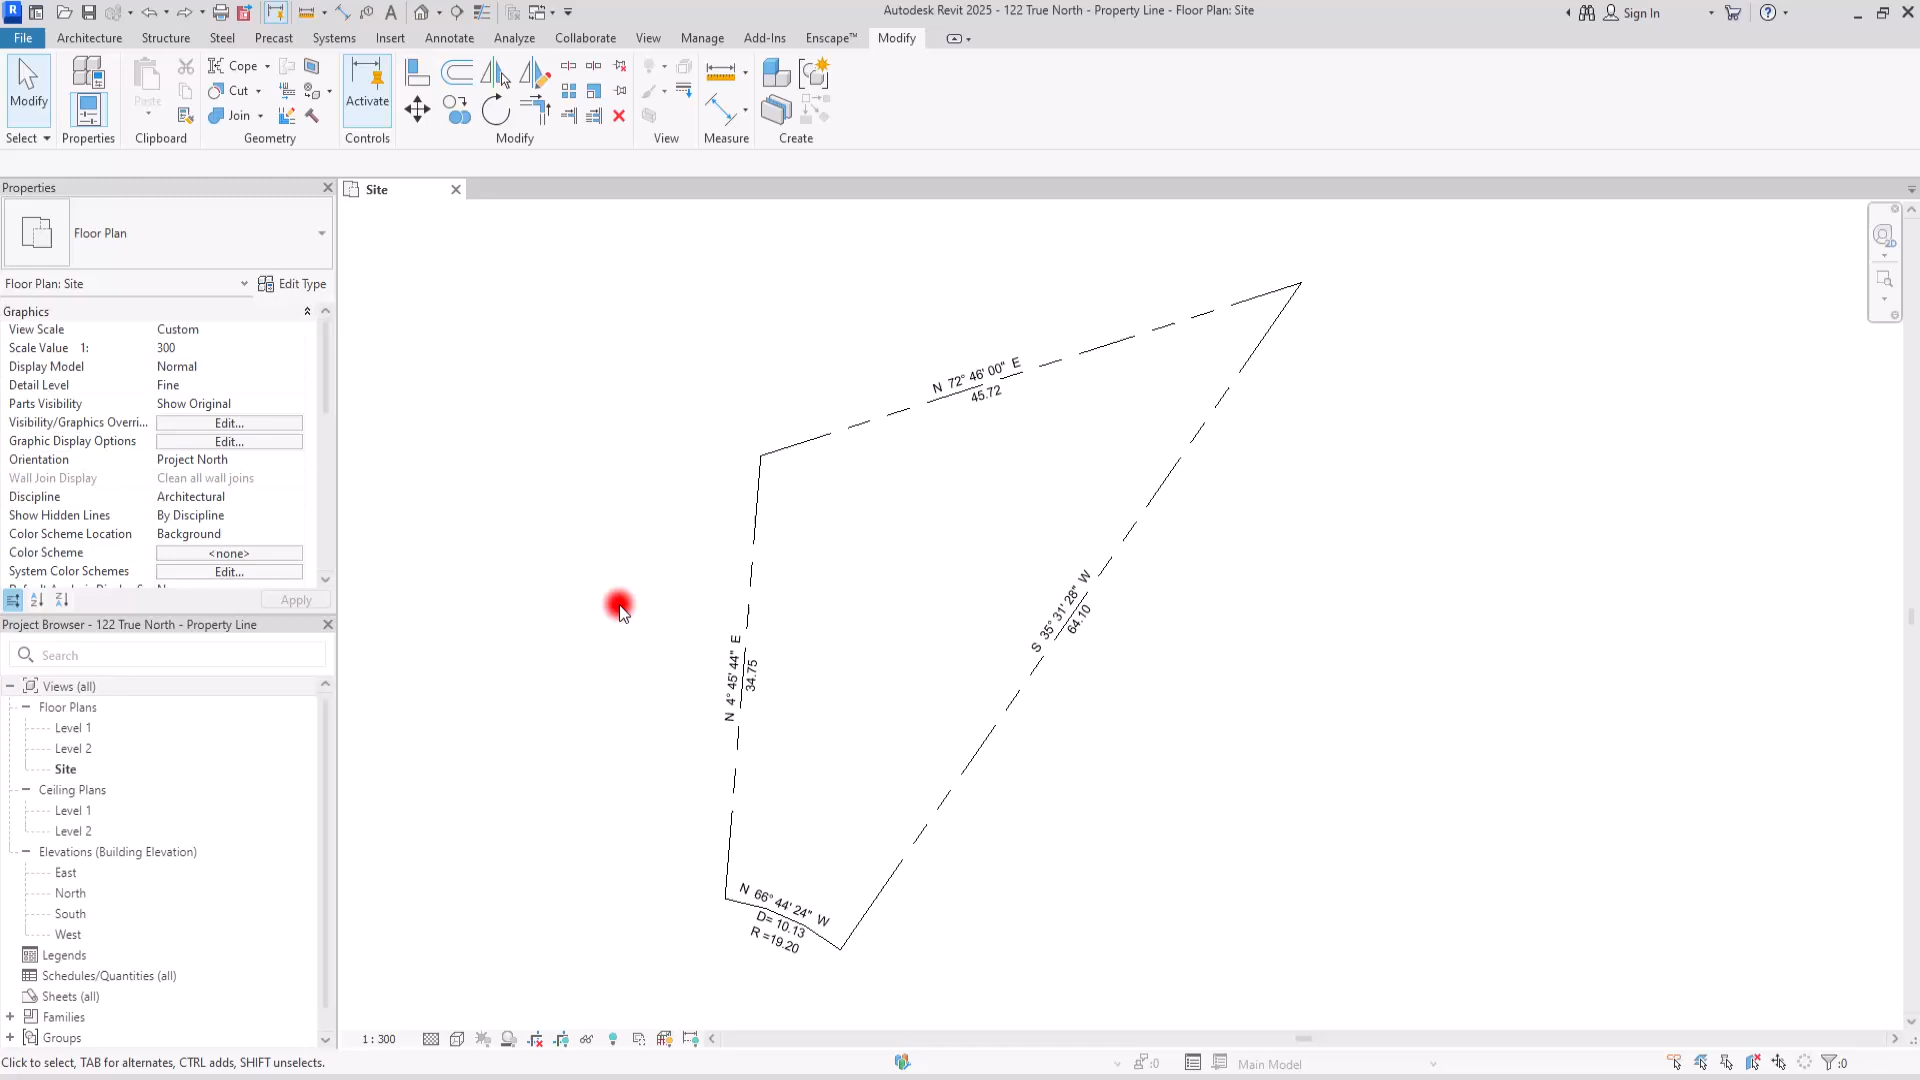 Autodesk Revit 2025 - 122 True North - Property Line - Floor Plan: Site
Sign In
File Architecture Structure Steel Precast Systems Insert Annotate Analyze Collaborate View Manage Add-Ins Enscape™ Modify
Modify
Paste
Cope
Cut
Join
Activate
Select Properties Clipboard Geometry Controls Modify View Measure Create
Properties
Site
Floor Plan
Floor Plan: Site
Edit Type
Graphics
View Scale Custom
Scale Value 1: 300
Display Model Normal
Detail Level Fine
Parts Visibility Show Original
Visibility/Graphics Overri... Edit...
Graphic Display Options Edit...
Orientation Project North
Wall Join Display Clean all wall joins
Discipline Architectural
Show Hidden Lines By Discipline
Color Scheme Location Background
Color Scheme <none>
System Color Schemes Edit...
Apply
Project Browser - 122 True North - Property Line
Search
Views (all)
Floor Plans
Level 1
Level 2
Site
Ceiling Plans
Level 1
Level 2
Elevations (Building Elevation)
East
North
South
West
Legends
Schedules/Quantities (all)
Sheets (all)
Families
Groups
N 72° 46' 00" E
45.72
S 35° 31' 28" W
64.10
N 4° 45' 44" E
34.75
N 66° 44' 24" W
D= 10.13
R =19.20
2D
1 : 300
Click to select, TAB for alternates, CTRL adds, SHIFT unselects.
:0
Main Model
:0